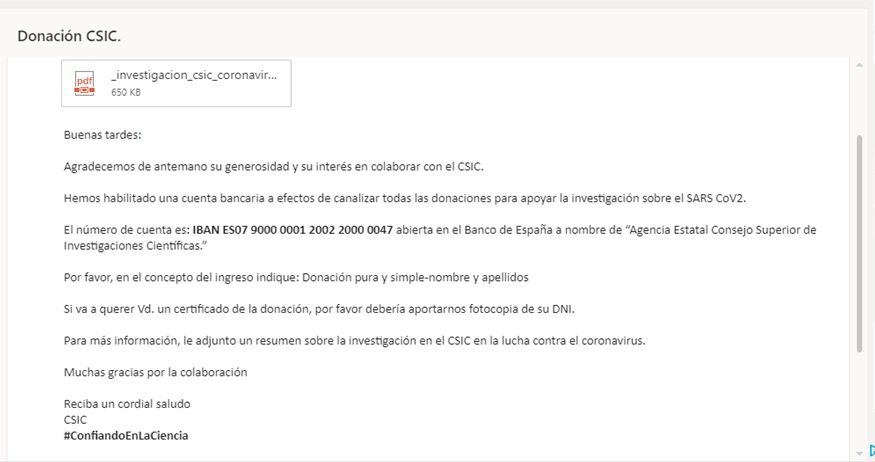 Donación CSIC.
pdf
_investigacion_csic_coronavir...
650 KB
Buenas tardes:
Agradecemos de antemano su generosidad y su interés en colaborar con el CSIC.
Hemos habilitado una cuenta bancaria a efectos de canalizar todas las donaciones para apoyar la investigación sobre el SARS CoV2.
El número de cuenta es: IBAN ES07 9000 0001 2002 2000 0047 abierta en el Banco de España a nombre de “Agencia Estatal Consejo Superior de
Investigaciones Científicas.”
Por favor, en el concepto del ingreso indique: Donación pura y simple-nombre y apellidos
Si va a querer Vd. un certificado de la donación, por favor debería aportarnos fotocopia de su DNI.
Para más información, le adjunto un resumen sobre la investigación en el CSIC en la lucha contra el coronavirus.
Muchas gracias por la colaboración
Reciba un cordial saludo
CSIC
#ConfiandoEnLaCiencia